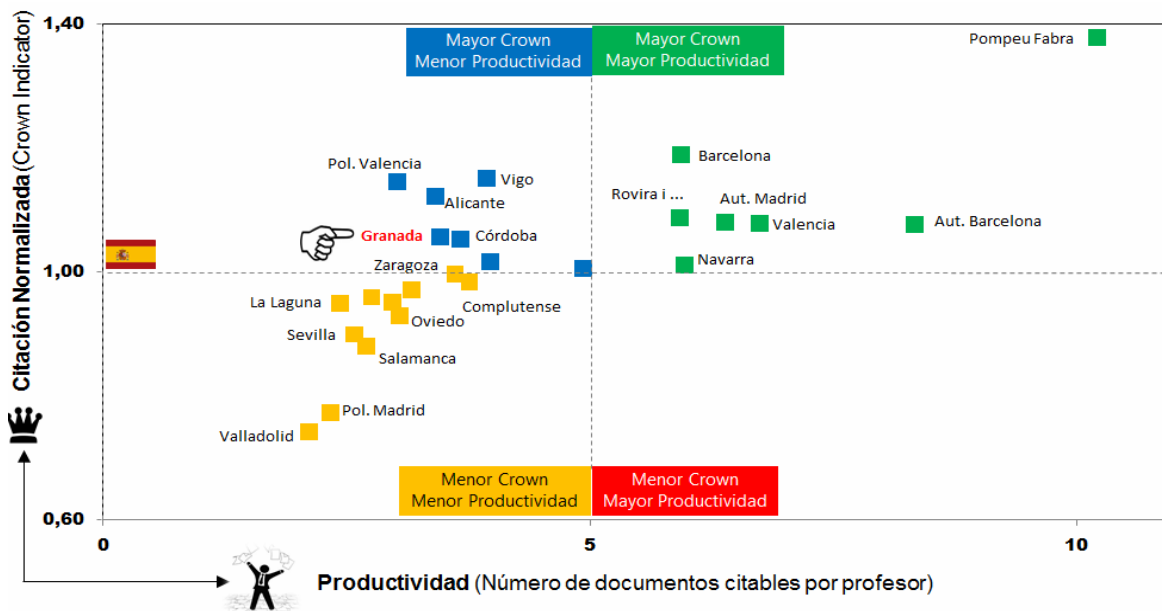 1,40
Mayor Crown
Menor Productividad
Mayor Crown
Mayor Productividad
Pompeu Fabra
Barcelona
Pol. Valencia
Vigo
Alicante
Rovira i ...
Aut. Madrid
Valencia
Aut. Barcelona
Granada
Córdoba
Zaragoza
Navarra
1,00
La Laguna
Complutense
Oviedo
Sevilla
Salamanca
Pol. Madrid
Valladolid
Menor Crown
Menor Productividad
Menor Crown
Mayor Productividad
0,60
0
5
10
Citación Normalizada (Crown Indicator)
Productividad (Número de documentos citables por profesor)